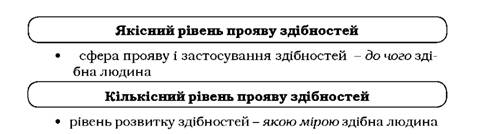 Якісний рівень прояву здібностей
• сфера прояву і застосування здібностей – до чого зді-
бна людина
Кількісний рівень прояву здібностей
• рівень розвитку здібностей – якою мірою здібна людина